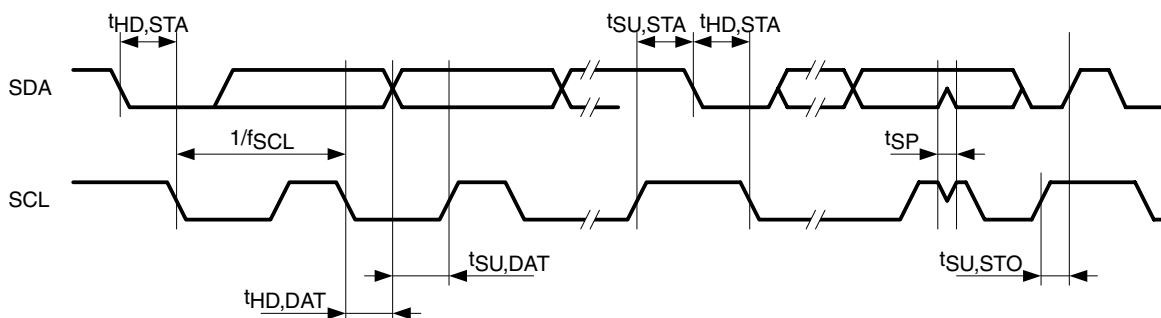 tHD,STA
tSU,STA tHD,STA
SDA
1/fSCL
tSP
SCL
tSU,DAT
tSU,STO
tHD,DAT